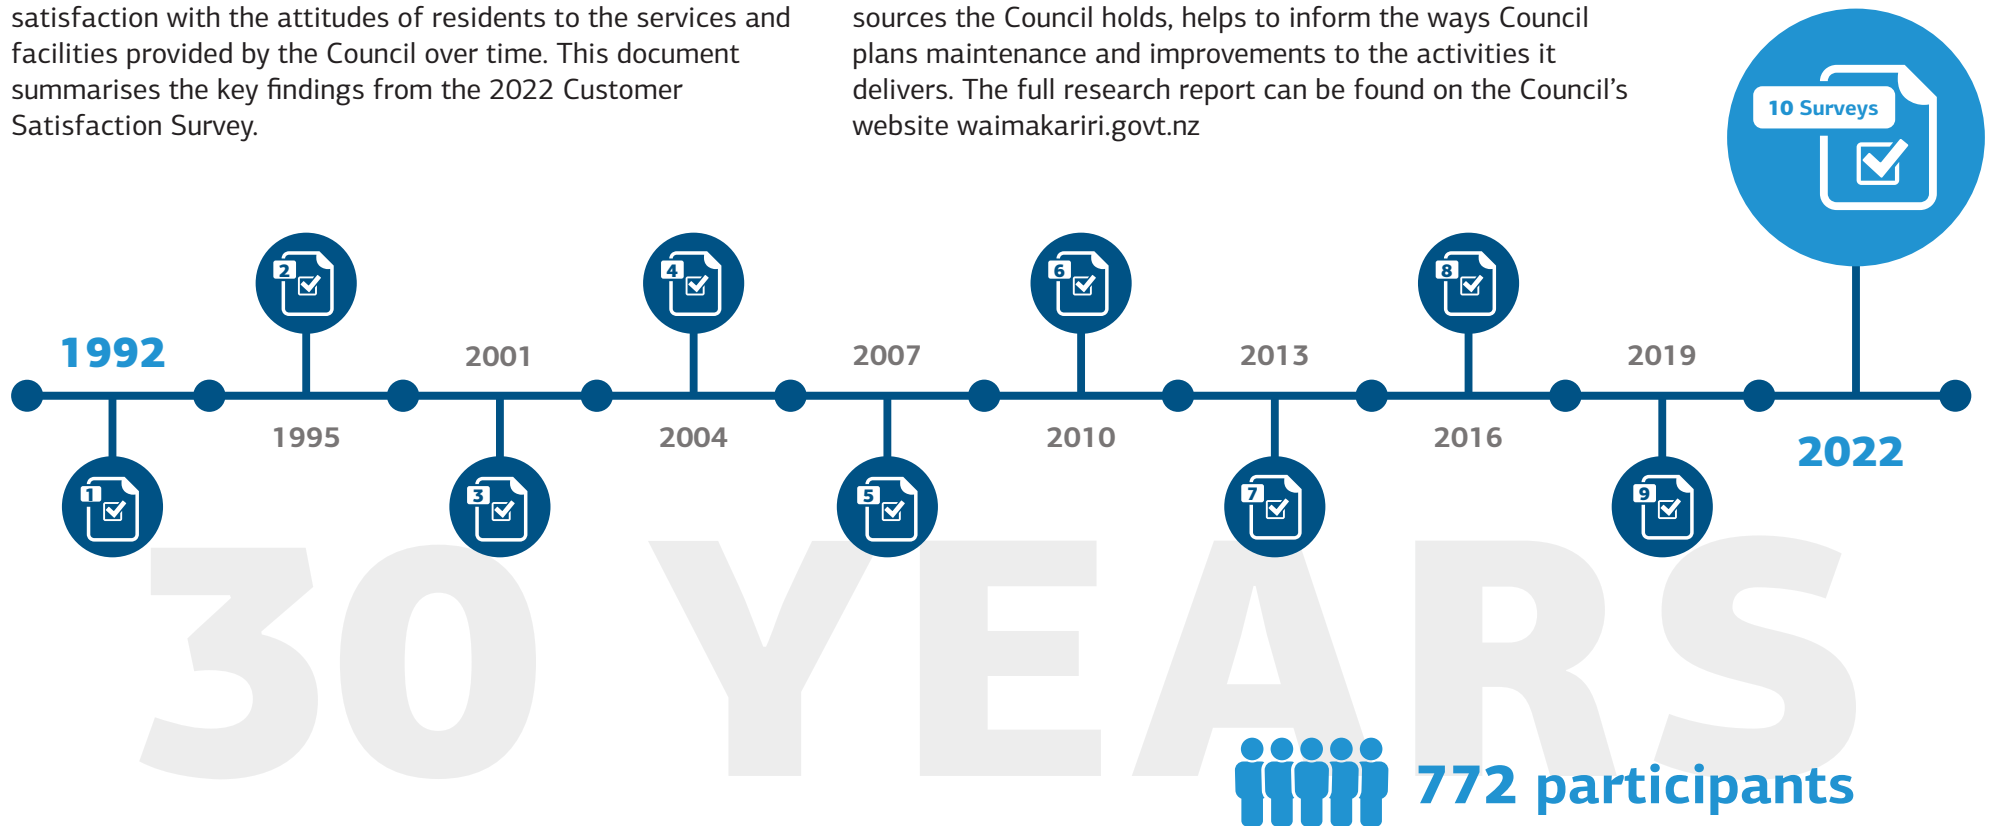 satisfaction with the attitudes of residents to the services and
facilities provided by the Council over time. This document
summarises the key findings from the 2022 Customer
Satisfaction Survey.
sources the Council holds, helps to inform the ways Council
plans maintenance and improvements to the activities it
delivers. The full research report can be found on the Council’s
website waimakariri.govt.nz
10 Surveys
2
4
6
8
1992
2001
2007
2013
2019
1995
2004
2010
2016
2022
1
3
5
7
9
30 YEARS
772 participants